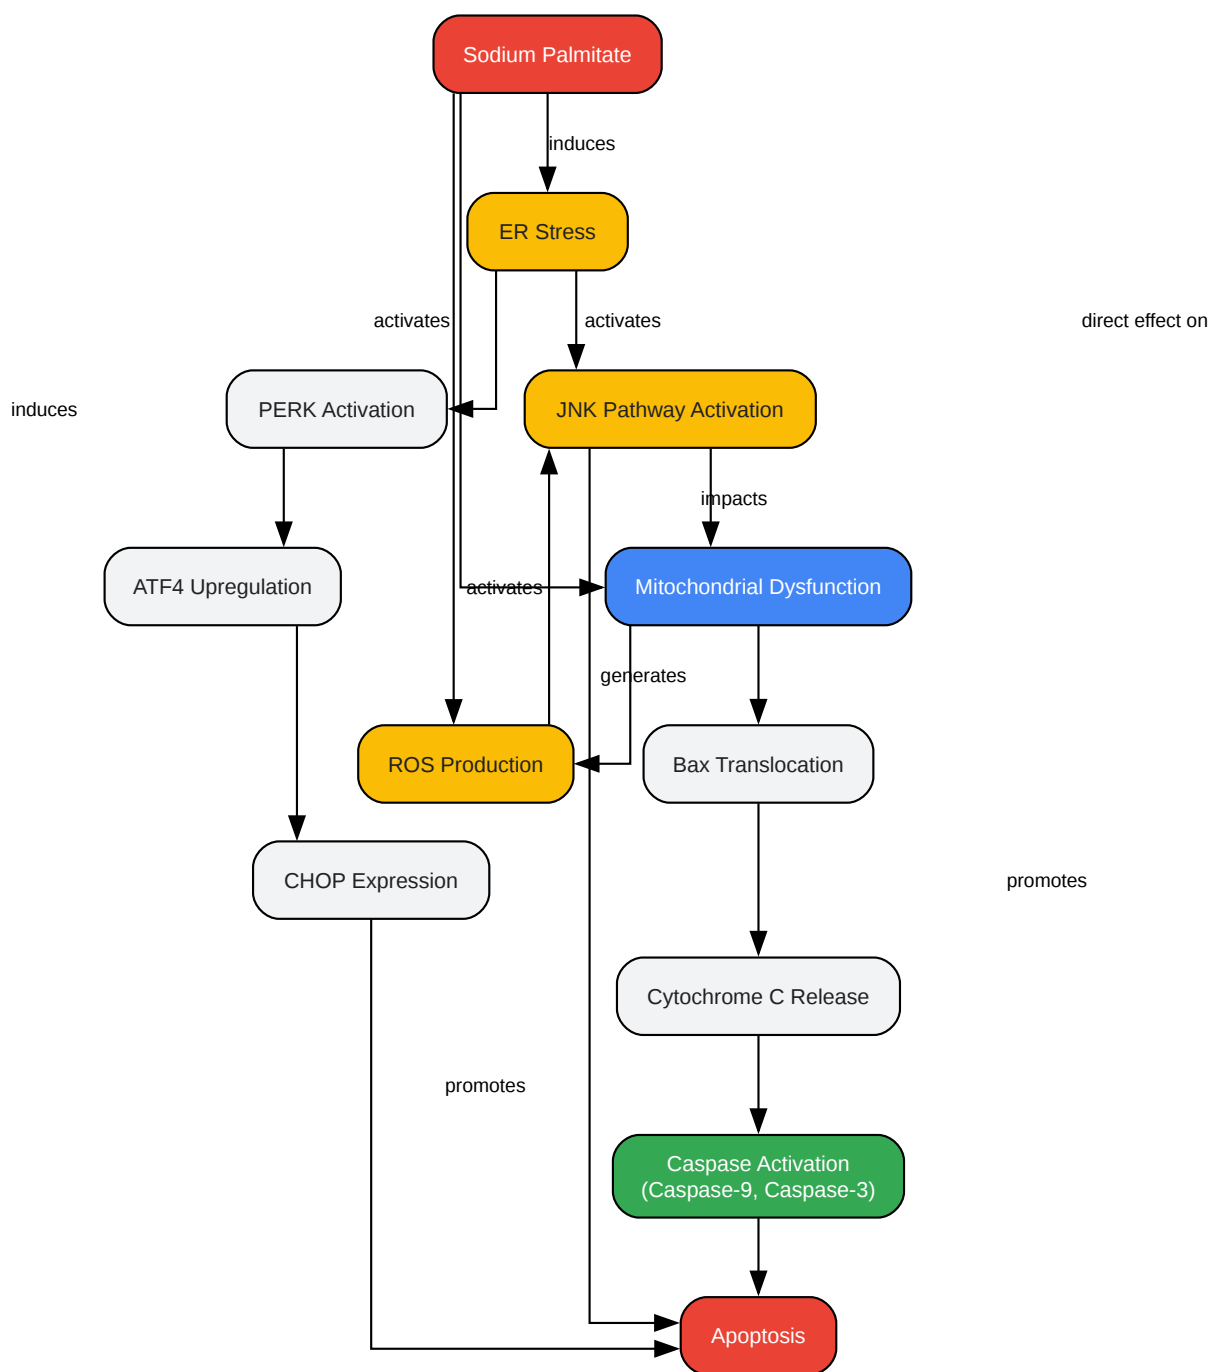 Sodium Palmitate
induces
ER Stress
activates
activates
direct effect on
induces
PERK Activation
JNK Pathway Activation
impacts
ATF4 Upregulation
activates
Mitochondrial Dysfunction
generates
ROS Production
Bax Translocation
CHOP Expression
promotes
Cytochrome C Release
promotes
Caspase Activation
(Caspase-9, Caspase-3)
Apoptosis